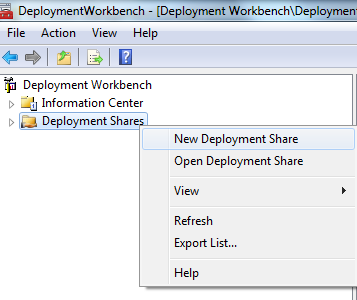 DeploymentWorkbench - [Deployment Workbench\Deployment
File Action View Help
Deployment Workbench
Information Center
Deployment Shares
New Deployment Share
Open Deployment Share
View
Refresh
Export List...
Help